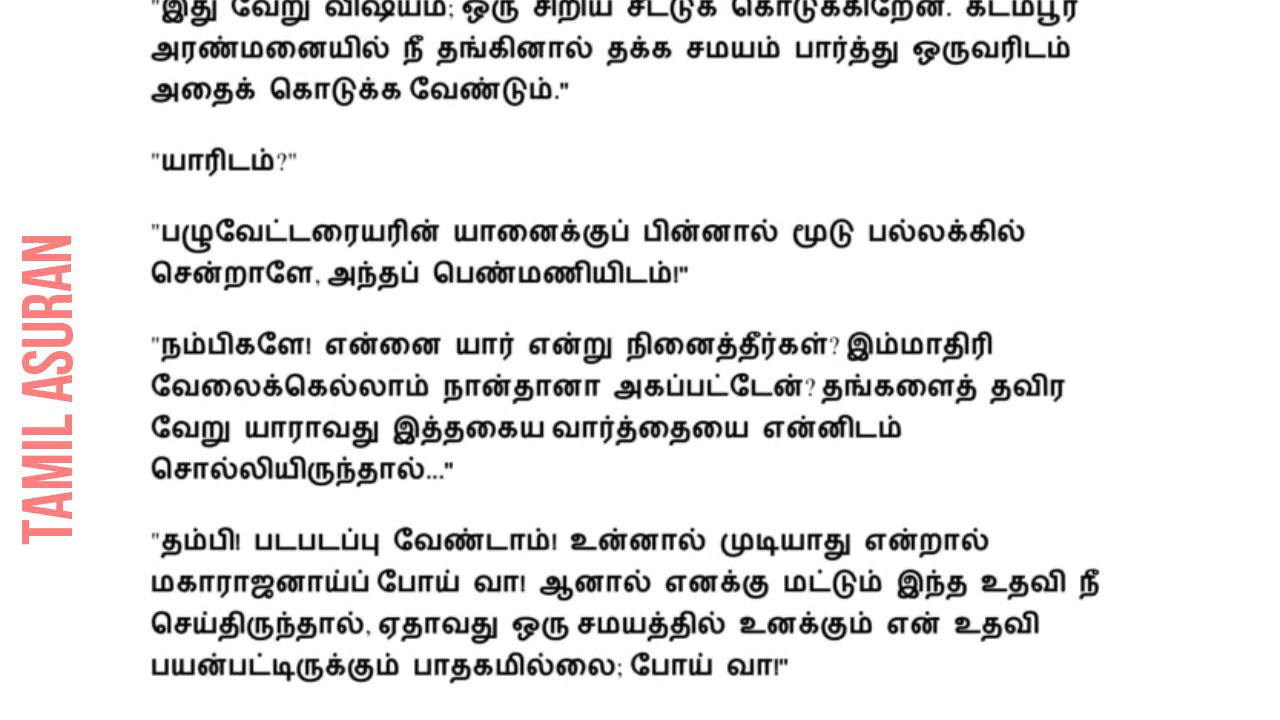 "இது வேறு விஷயம்; ஒரு சிறிய சீட்டுக் கொடுக்கிறேன். கடம்பூர்
அரண்மனையில் நீ தங்கினால் தக்க சமயம் பார்த்து ஒருவரிடம்
அதைக் கொடுக்க வேண்டும்."
"யாரிடம்?"
"பழுவேட்டரையரின் யானைக்குப் பின்னால் மூடு பல்லக்கில்
சென்றாளே, அந்தப் பெண்மணியிடம்!"
"நம்பிகளே! என்னை யார் என்று நினைத்தீர்கள்? இம்மாதிரி
வேலைக்கெல்லாம் நான்தானா அகப்பட்டேன்? தங்களைத் தவிர
வேறு யாராவது இத்தகைய வார்த்தையை என்னிடம்
சொல்லியிருந்தால்..."
"தம்பி! படபடப்பு வேண்டாம்! உன்னால் முடியாது என்றால்
மகாராஜனாய்ப் போய் வா! ஆனால் எனக்கு மட்டும் இந்த உதவி நீ
செய்திருந்தால், ஏதாவது ஒரு சமயத்தில் உனக்கும் என் உதவி
பயன்பட்டிருக்கும் பாதகமில்லை; போய் வா!"
TAMIL ASURAN